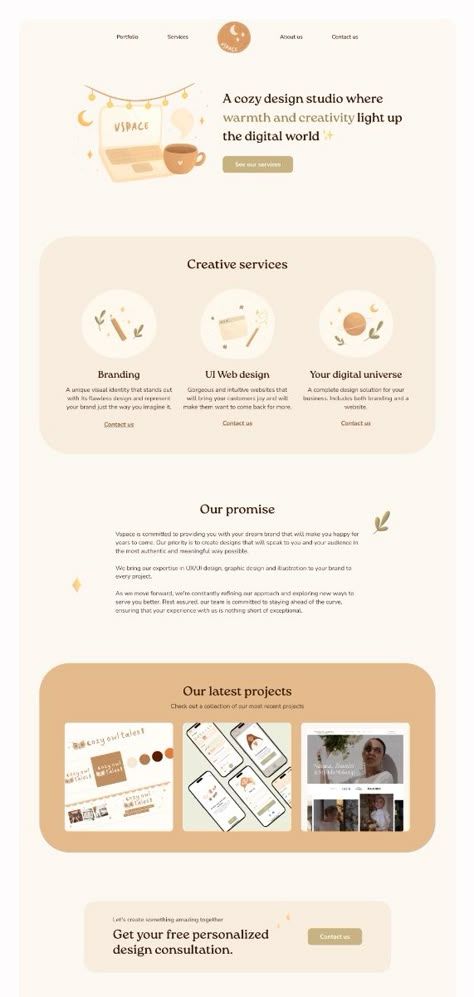 Portfolio
Services
VSPACE
About us
Contact us
VSPACE
A cozy design studio where
warmth and creativity light up
the digital world
See our services
Creative services
Branding
A unique visual identity that stands out
with its flawless design and represent
your brand just the way you imagine it.
Contact us
UI Web design
Gorgeous and intuitive websites that
will bring your customers joy and will
make them want to come back for more.
Contact us
Your digital universe
A complete design solution for your
business. Includes both branding and a
website.
Contact us
Our promise
Vspace is committed to providing you with your dream brand that will make you happy for
years to come. Our priority is to create designs that will speak to you and your audience in
the most authentic and meaningful way possible.
We bring our expertise in UX/UI design, graphic design and illustration to your brand to
every project.
As we move forward, we're constantly refining our approach and exploring new ways to
serve you better. Rest assured, our team is committed to staying ahead of the curve,
ensuring that your experience with us is nothing short of exceptional.
Our latest projects
Check out a collection of our most recent projects
cozy owl talent
cozy owl
talent
cozy owl
talent
Let's create something amazing together
Get your free personalized
design consultation.
Contact us